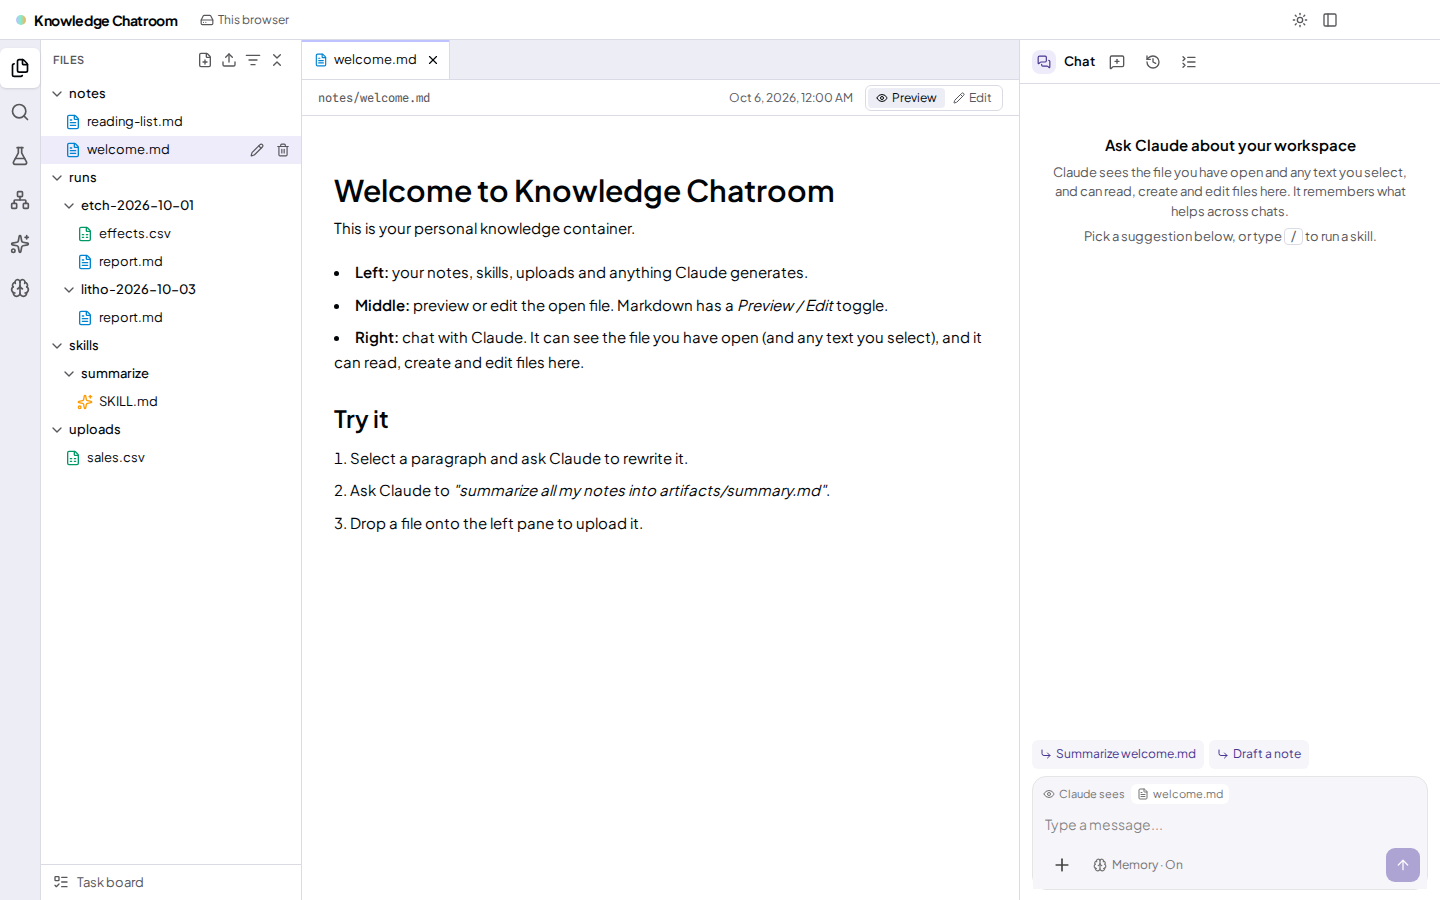 Knowledge Chatroom
This browser
FILES
notes
reading-list.md
welcome.md
runs
etch-2026-10-01
effects.csv
report.md
litho-2026-10-03
report.md
skills
summarize
SKILL.md
uploads
sales.csv
Task board
welcome.md
notes/welcome.md
Oct 6, 2026, 12:00 AM
Preview
Edit
Welcome to Knowledge Chatroom
This is your personal knowledge container.
• Left: your notes, skills, uploads and anything Claude generates.
• Middle: preview or edit the open file. Markdown has a Preview / Edit toggle.
• Right: chat with Claude. It can see the file you have open (and any text you select), and it
can read, create and edit files here.
Try it
1. Select a paragraph and ask Claude to rewrite it.
2. Ask Claude to "summarize all my notes into artifacts/summary.md".
3. Drop a file onto the left pane to upload it.
Chat
Ask Claude about your workspace
Claude sees the file you have open and any text you select,
and can read, create and edit files here. It remembers what
helps across chats.
Pick a suggestion below, or type / to run a skill.
Summarize welcome.md
Draft a note
Claude sees
welcome.md
Type a message...
Memory · On